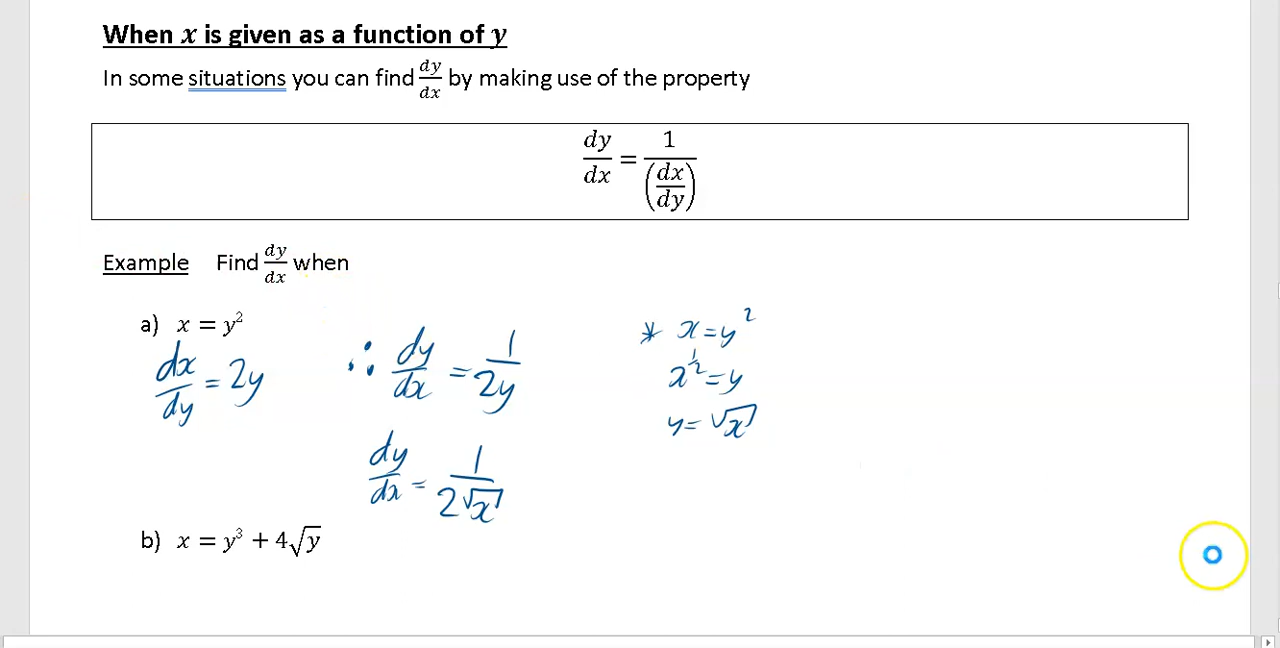 When x is given as a function of y
In some situations you can find dy/dx by making use of the property
dy/dx = 1/(dx/dy)
Example Find dy/dx when
a) x = y²
dx/dy = 2y ∴ dy/dx = 1/2y
dy/dx = 1/2√x
* x = y²
x^½ = y
y = √x
b) x = y³ + 4√y